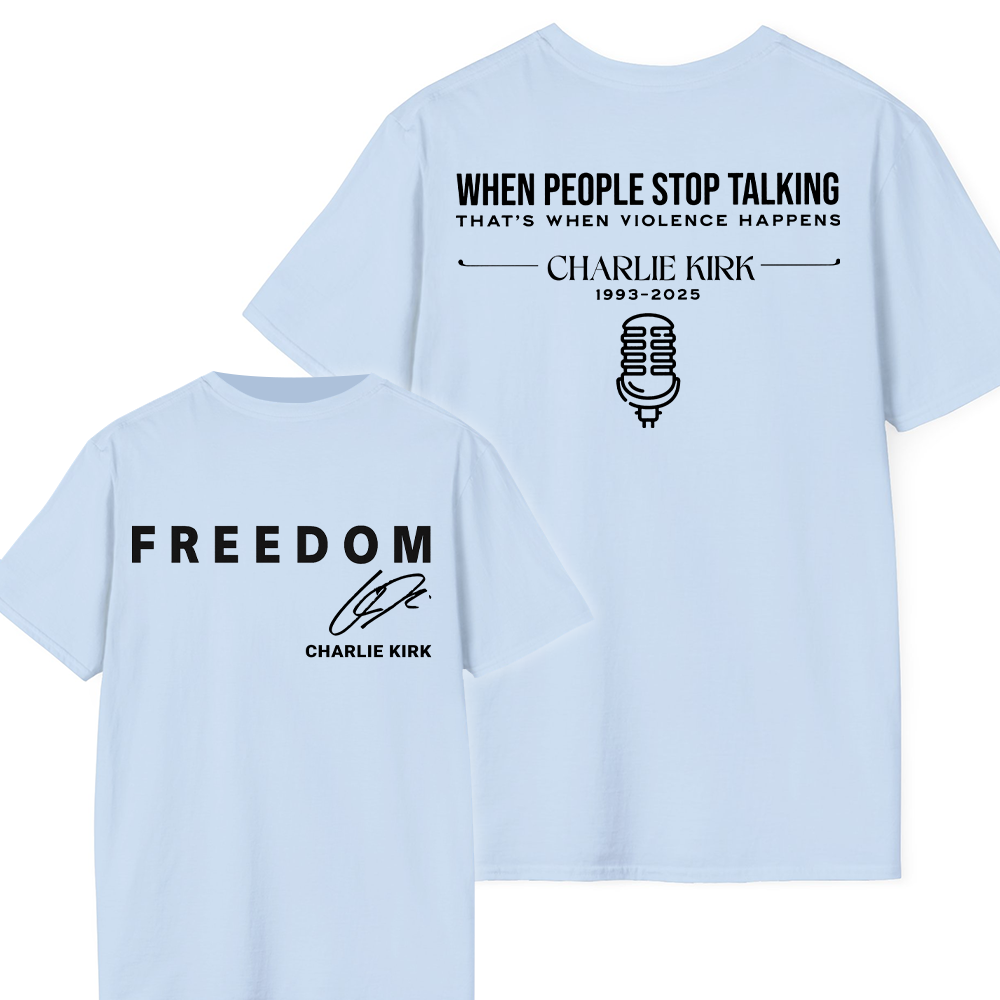 WHEN PEOPLE STOP TALKING
THAT'S WHEN VIOLENCE HAPPENS
CHARLIE KIRK
1993-2025
FREEDOM
CHARLIE KIRK